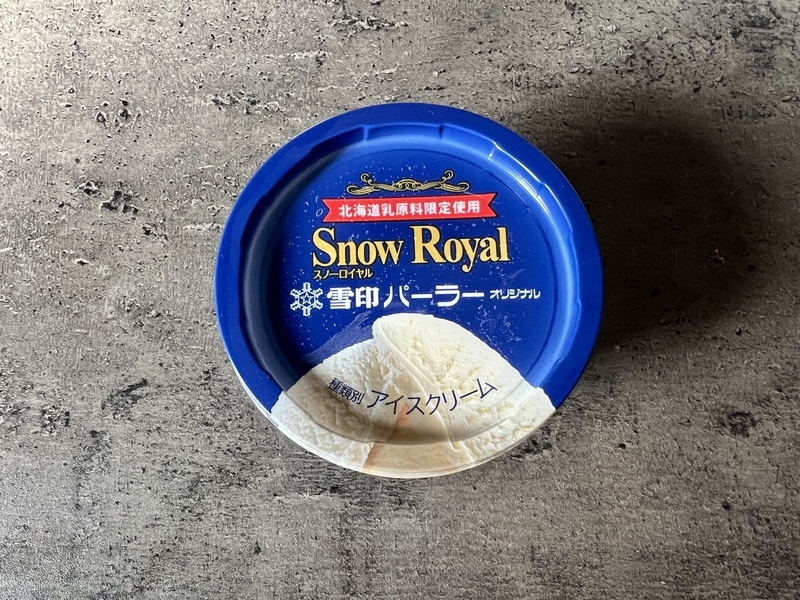 北海道乳原料限定使用
Snow Royal
スノーロイヤル
雪印パーラー オリジナル
種類別 アイスクリーム